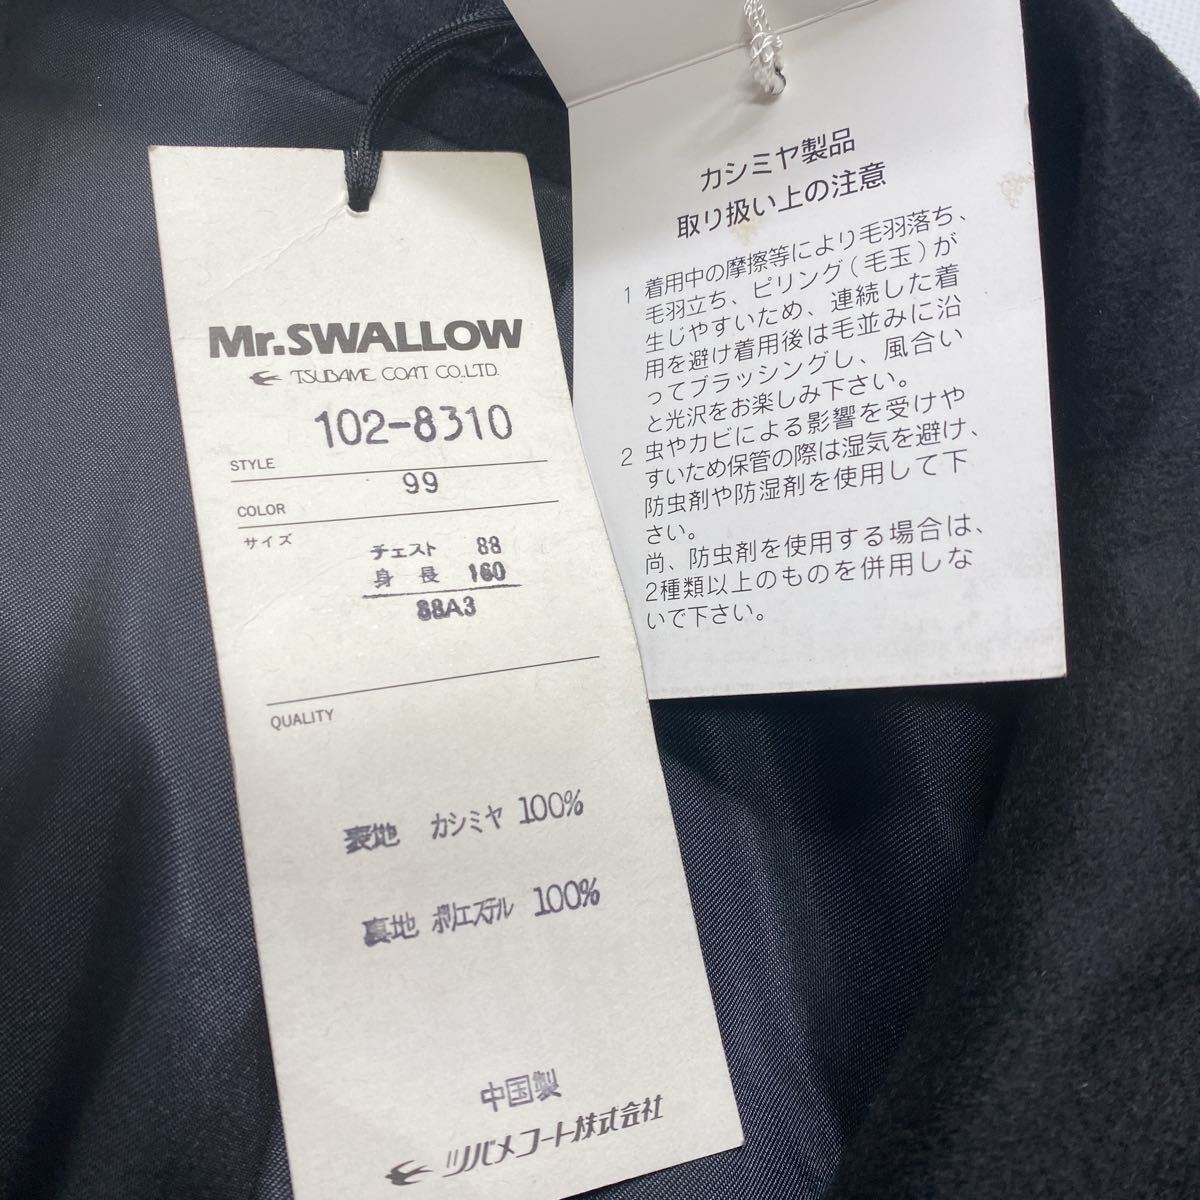 Mr.SWALLOW
TSUBAME COAT CO.LTD.
102-8310
STYLE
99
COLOR
サイズ
チェスト 88
身長 160
88A3
QUALITY
表地 カシミヤ 100%
裏地 ポリエステル 100%
中国製
ツバメコート株式会社
カシミヤ製品
取り扱い上の注意
1 着用中の摩擦等により毛羽落ち、
毛羽立ち、ピリング(毛玉)が
生じやすいため、連続した着
用を避け着用後は毛並みに沿
ってブラッシングし、風合い
と光沢をお楽しみ下さい。
2 虫やカビによる影響を受けや
すいため保管の際は湿気を避け、
防虫剤や防湿剤を使用して下
さい。
尚、防虫剤を使用する場合は、
2種類以上のものを併用しな
いで下さい。